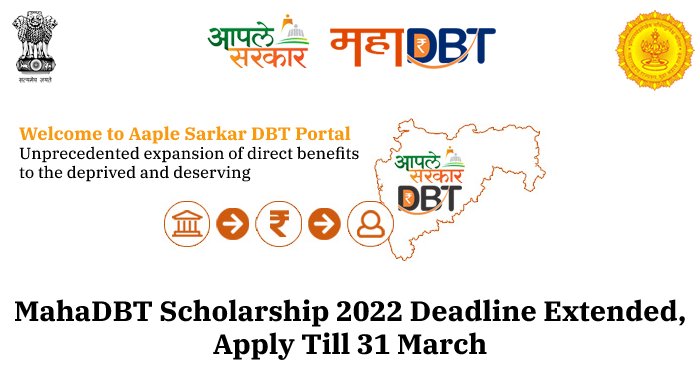 आपले
सरकार
महाDBT
सत्यमेव जयते
Welcome to Aaple Sarkar DBT Portal
Unprecedented expansion of direct benefits
to the deprived and deserving
आपले
सरकार
DBT
MahaDBT Scholarship 2022 Deadline Extended,
Apply Till 31 March